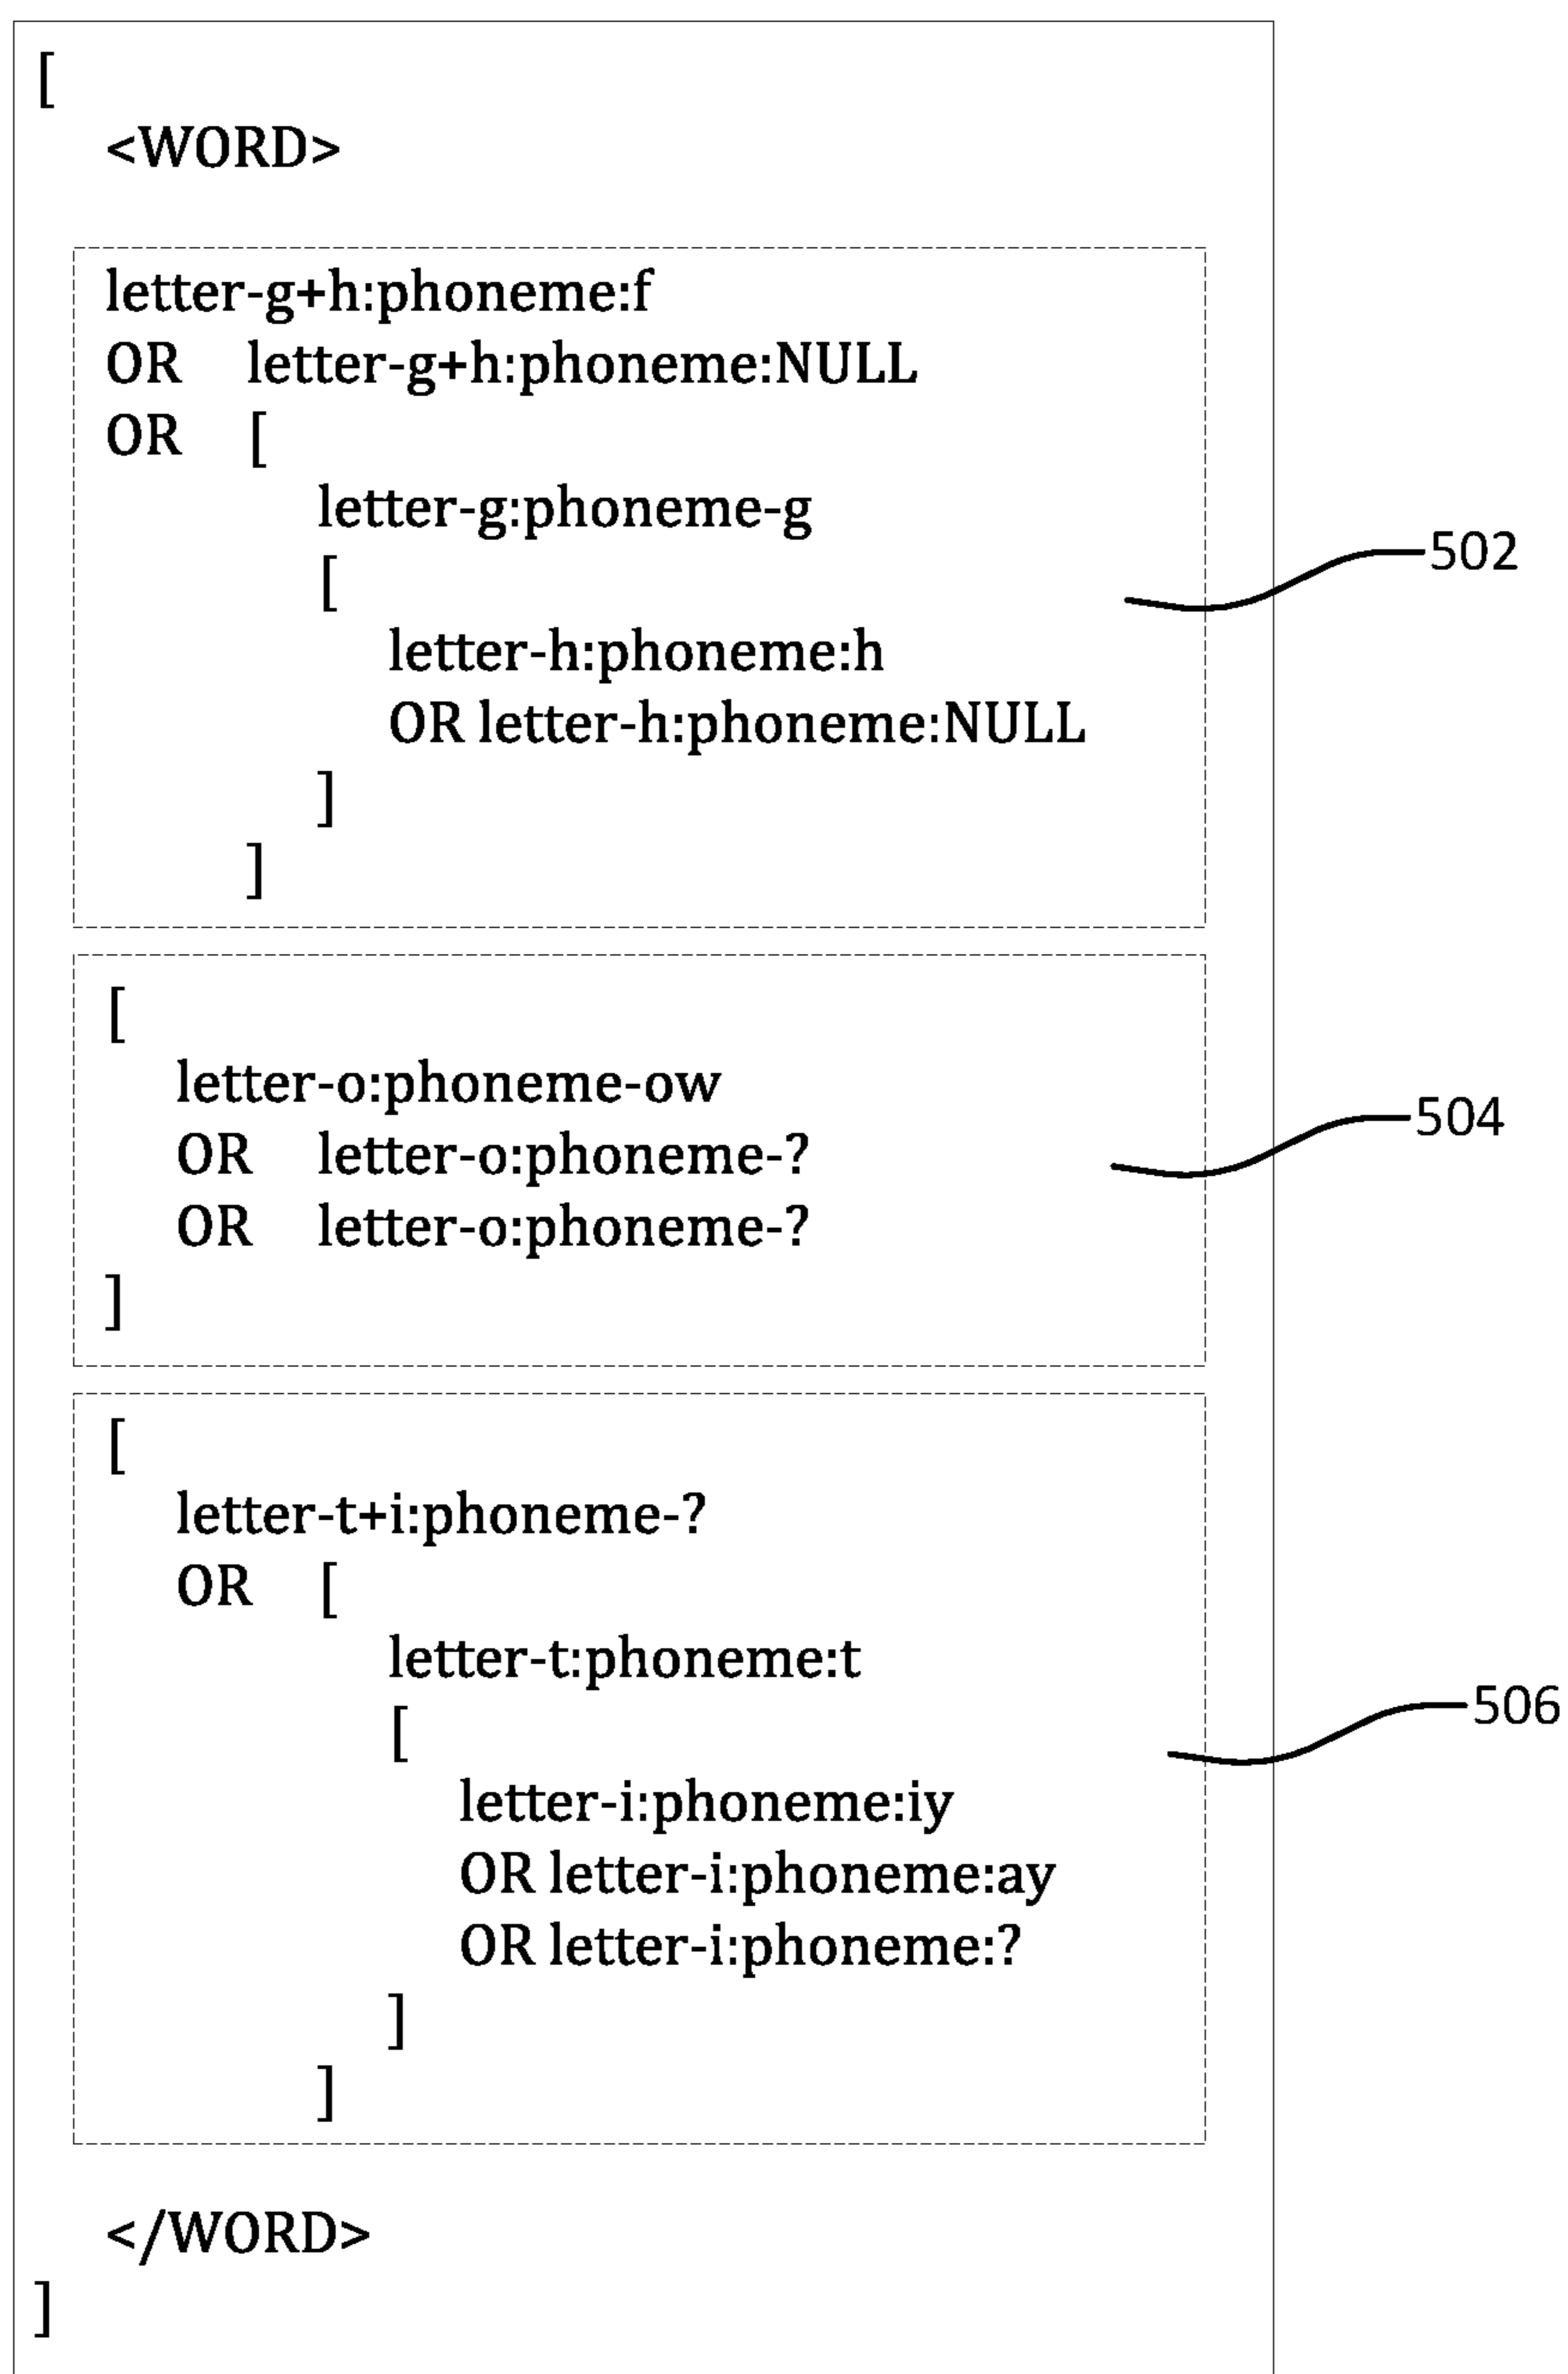 [
<WORD>
letter-g+h:phoneme:f
OR letter-g+h:phoneme:NULL
OR [
letter-g:phoneme-g
[
502
letter-h:phoneme:h
OR letter-h:phoneme:NULL
]
]
[
letter-o:phoneme-ow
504
OR letter-o:phoneme-?
OR letter-o:phoneme-?
]
[
letter-t+i:phoneme-?
OR [
letter-t:phoneme:t
[
506
letter-i:phoneme:iy
OR letter-i:phoneme:ay
OR letter-i:phoneme:?
]
]
</WORD>
]